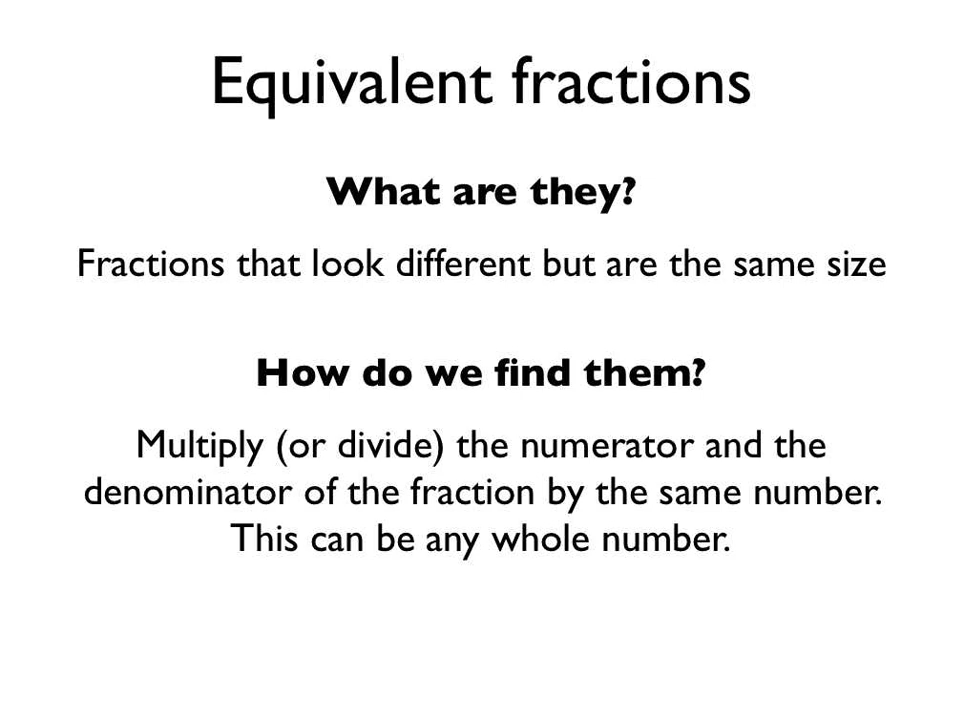 Equivalent fractions
What are they?
Fractions that look different but are the same size
How do we find them?
Multiply (or divide) the numerator and the
denominator of the fraction by the same number.
This can be any whole number.